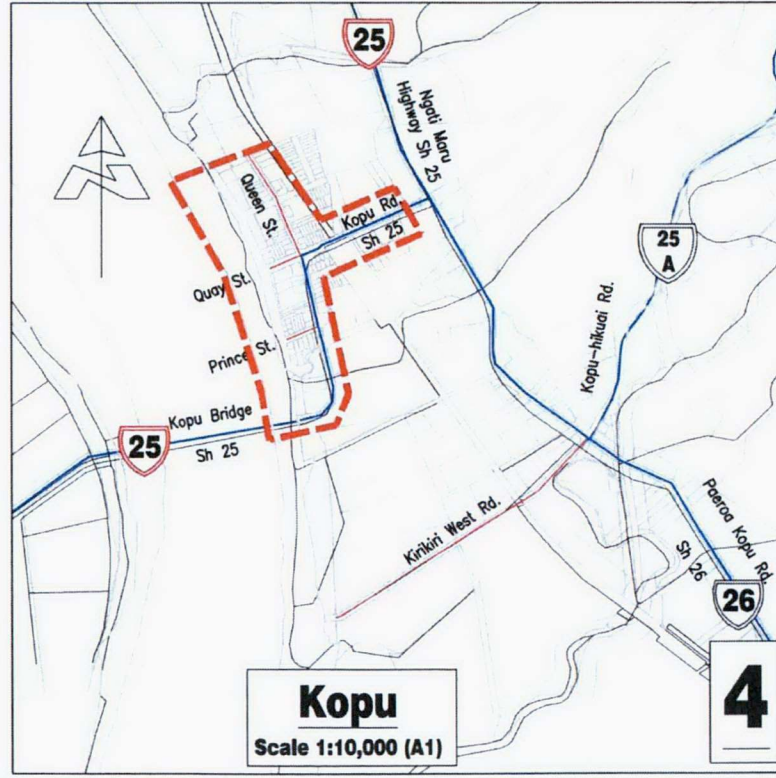 25
Ngati Maru
Highway Sh 25
Queen St.
Kopu Rd.
Sh 25
25
A
Quay St.
Kopu-hikuai Rd.
Prince St.
Kopu Bridge
25
Sh 25
Kirikiri West Rd.
Paeroa Kopu Rd.
Sh 26
26
Kopu
Scale 1:10,000 (A1)
4